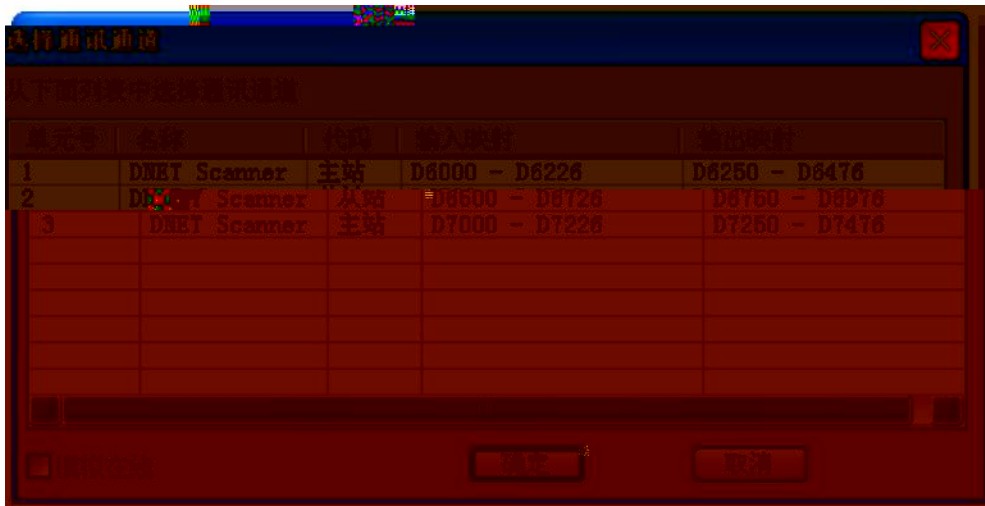 选择通讯通道
从下面列表中选择通讯通道
单元号 名称 代码 输入映射 输出映射
1 DNET Scanner 主站 D6000 - D6226 D6250 - D6476
2 Scanner 从站 D6500 - D6726 D6750 - D6976
3 DNET Scanner 主站 D7000 - D7226 D7250 - D7476
确定 取消